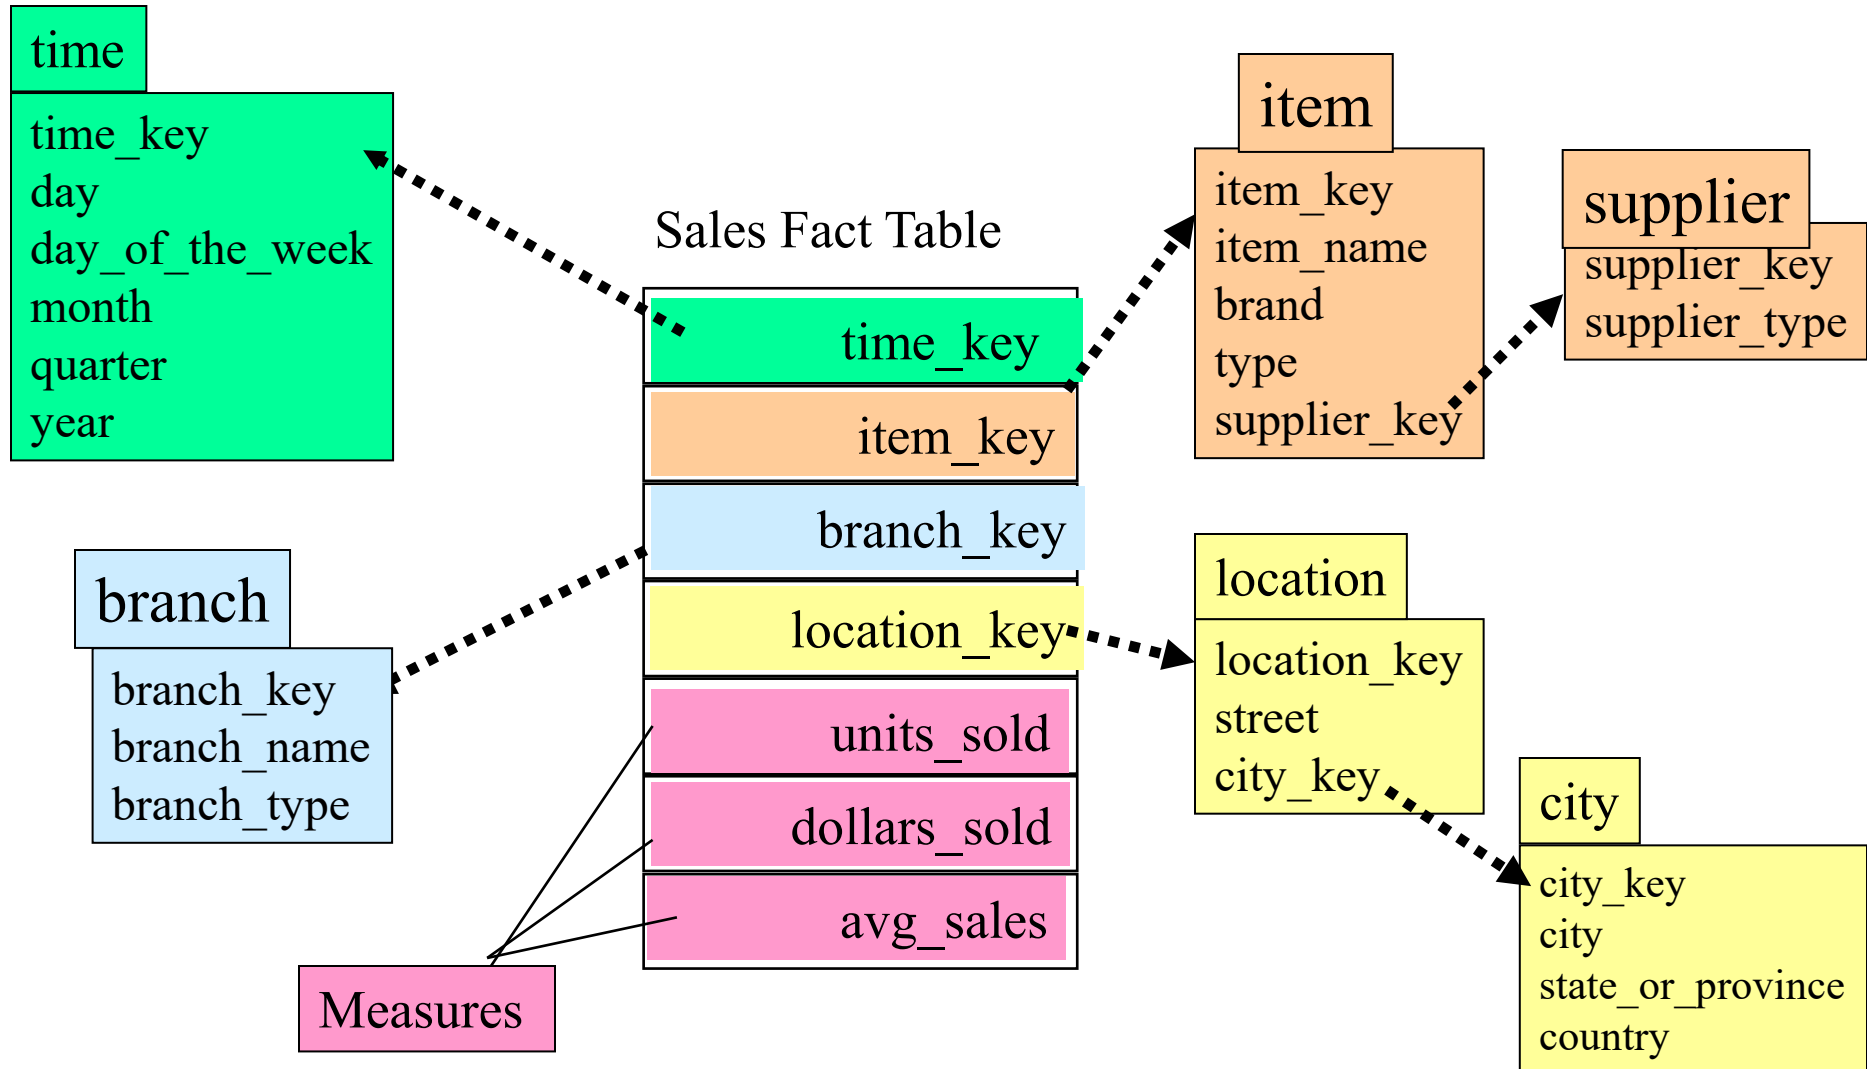 time
time_key
day
day_of_the_week
month
quarter
year
branch
branch_key
branch_name
branch_type
Sales Fact Table
time_key
item_key
branch_key
location_key
units_sold
dollars_sold
avg_sales
Measures
item
item_key
item_name
brand
type
supplier_key
supplier
supplier_key
supplier_type
location
location_key
street
city_key
city
city_key
city
state_or_province
country